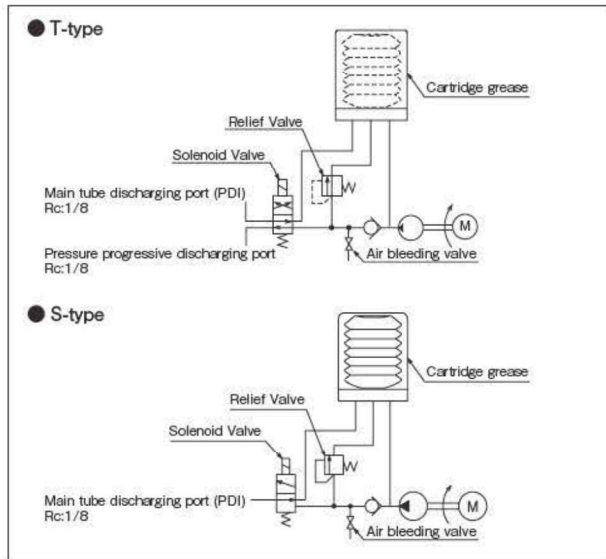 ● T-type
Cartridge grease
Relief Valve
Solenoid Valve
Main tube discharging port (PDI)
Rc:1/8
M
Pressure progressive discharging port
Rc:1/8
Air bleeding valve
● S-type
Cartridge grease
Relief Valve
Solenoid Valve
Main tube discharging port (PDI)
Rc:1/8
M
Air bleeding valve